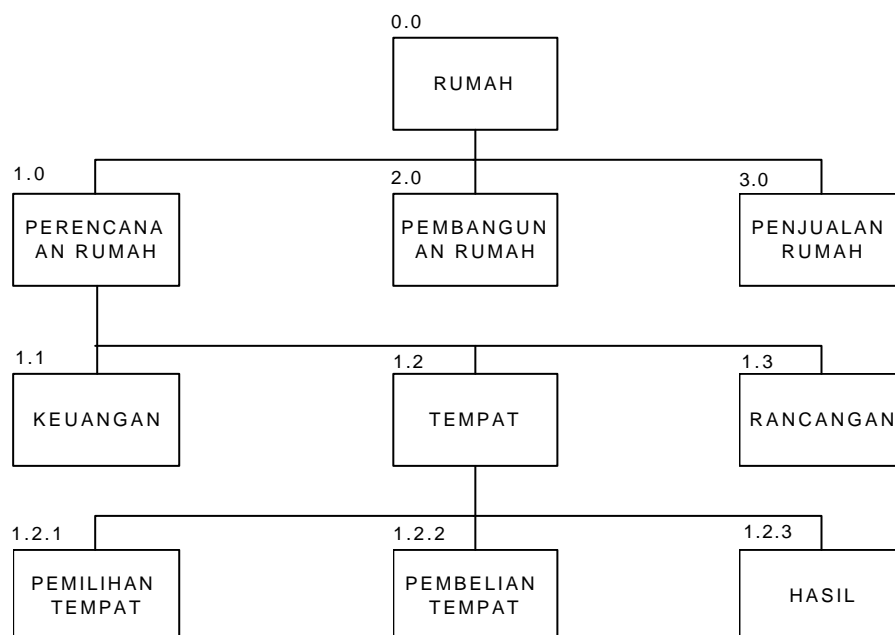 0.0
RUMAH
1.0
2.0
3.0
PERENCANA
AN RUMAH
PEMBANGUN
AN RUMAH
PENJUALAN
RUMAH
1.1
1.2
1.3
KEUANGAN
TEMPAT
RANCANGAN
1.2.1
1.2.2
1.2.3
PEMILIHAN
TEMPAT
PEMBELIAN
TEMPAT
HASIL